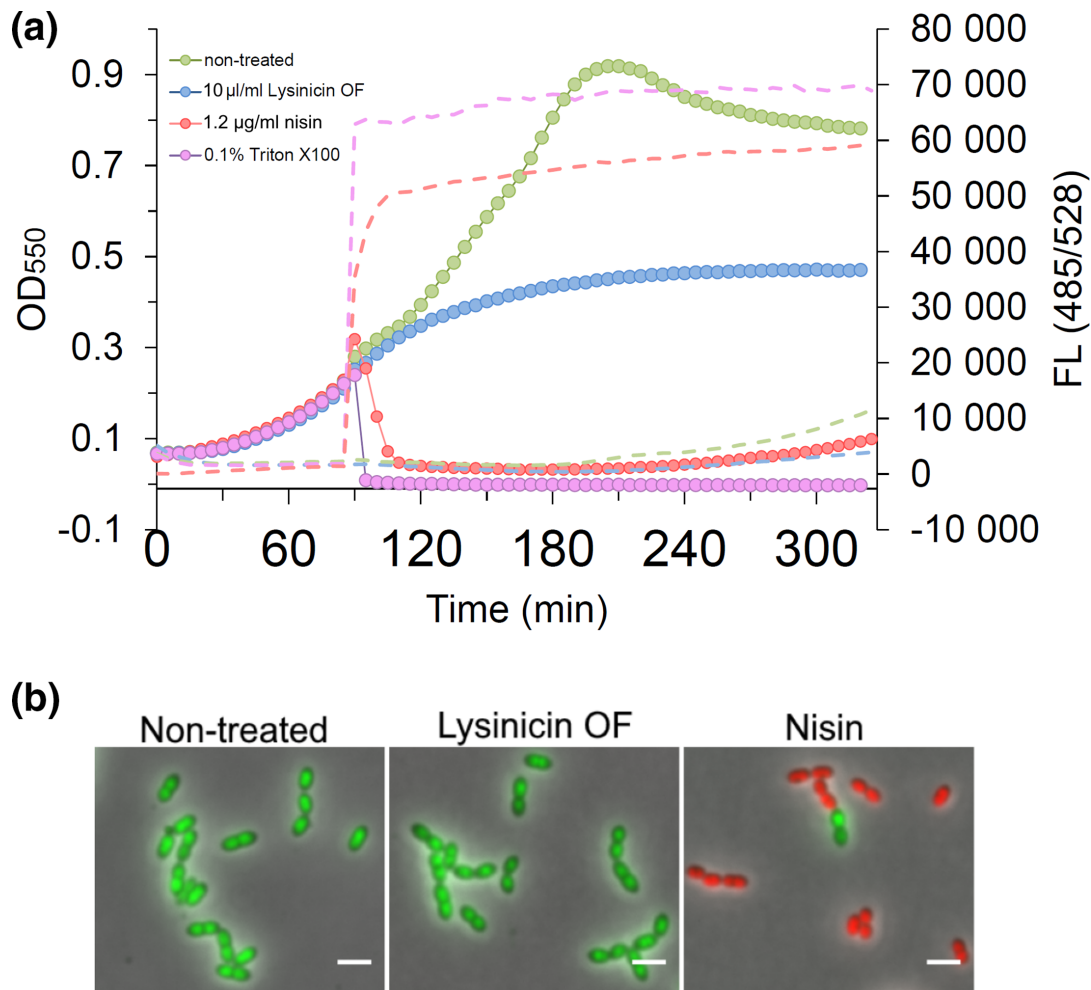 (a)
non-treated
10 µl/ml Lysinicin OF
1.2 µg/ml nisin
0.1% Triton X100
0.9
0.7
0.5
0.3
0.1
-0.1
OD550
80 000
70 000
60 000
50 000
40 000
30 000
20 000
10 000
0
-10 000
FL (485/528)
0 60 120 180 240 300
Time (min)
(b)
Non-treated Lysinicin OF Nisin